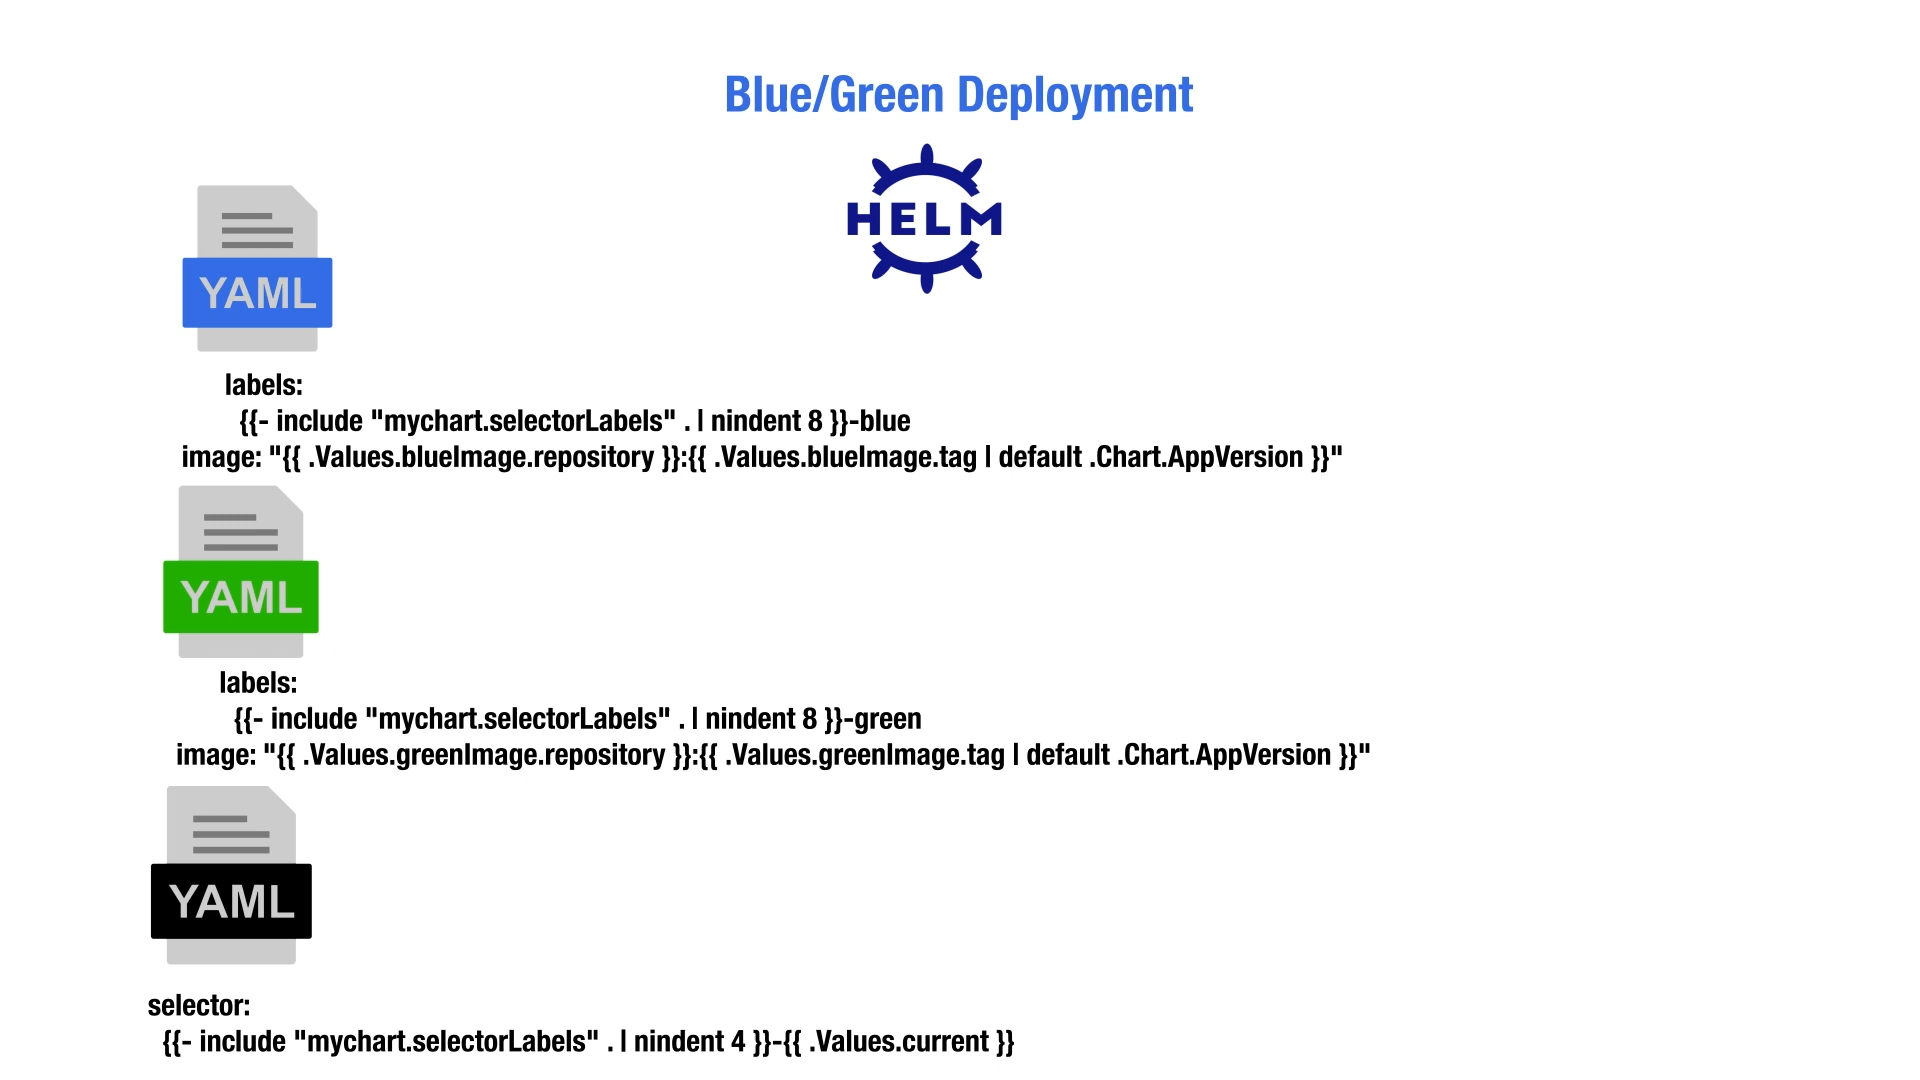 Blue/Green Deployment
HELM
YAML
labels:
{{- include "mychart.selectorLabels" . | nindent 8 }}-blue
image: "{{ .Values.blueImage.repository }}:{{ .Values.blueImage.tag | default .Chart.AppVersion }}"
YAML
labels:
{{- include "mychart.selectorLabels" . | nindent 8 }}-green
image: "{{ .Values.greenImage.repository }}:{{ .Values.greenImage.tag | default .Chart.AppVersion }}"
YAML
selector:
{{- include "mychart.selectorLabels" . | nindent 4 }}-{{ .Values.current }}